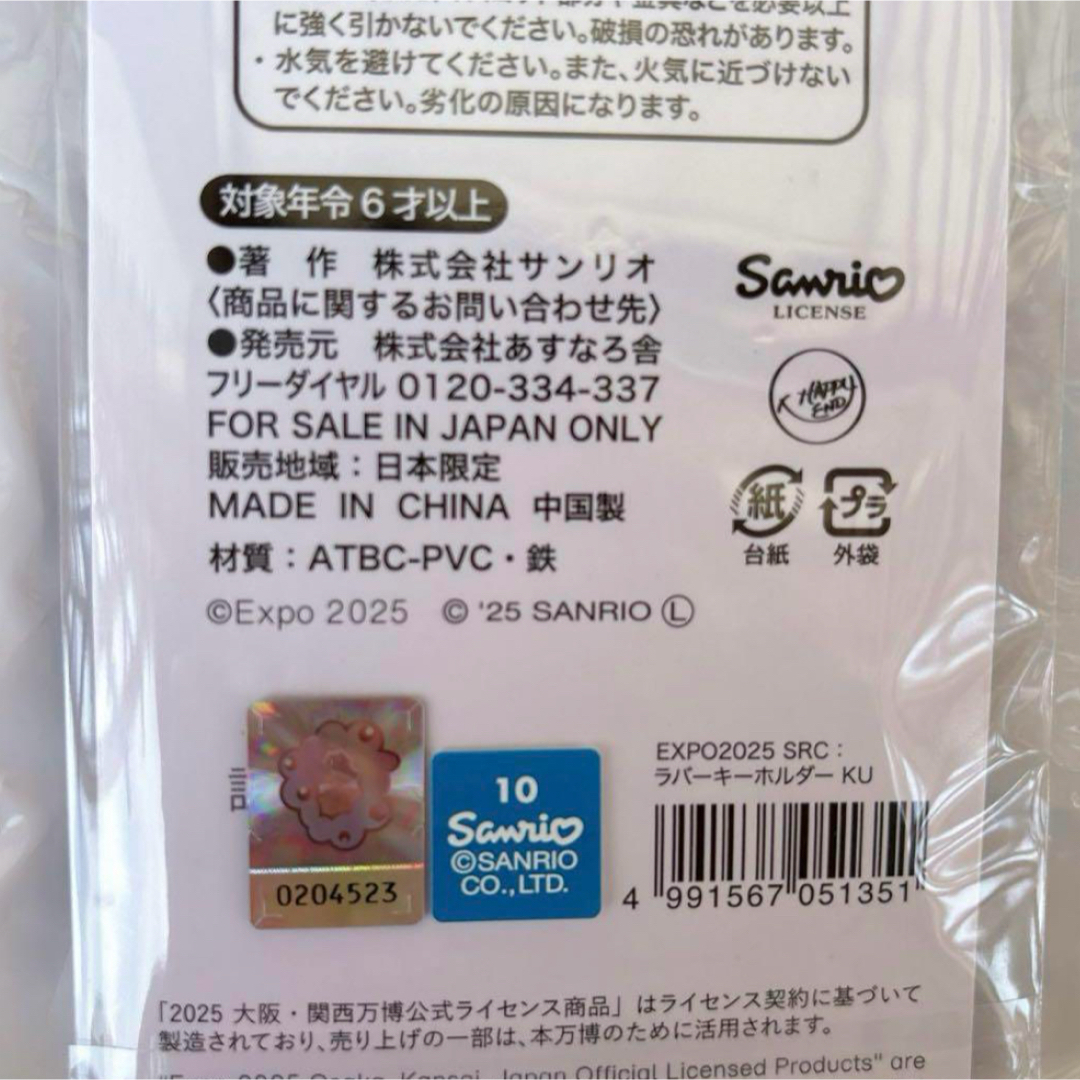 に強く引かないでください。破損の恐れがあります。
・水気を避けてください。また、火気に近づけない
でください。劣化の原因になります。
対象年令6才以上
●著 作 株式会社サンリオ
〈商品に関するお問い合わせ先〉
●発売元 株式会社あすなろ舎
フリーダイヤル 0120-334-337
FOR SALE IN JAPAN ONLY
販売地域：日本限定
MADE IN CHINA 中国製
材質：ATBC-PVC・鉄
©Expo 2025 © '25 SANRIO Ⓛ
Sanrio
LICENSE
HAPPY
END
紙
台紙
プラ
外袋
0204523
10
Sanrio
©SANRIO
CO.,LTD.
EXPO2025 SRC：
ラバーキーホルダー KU
4 991567 051351
「2025 大阪・関西万博公式ライセンス商品」はライセンス契約に基づいて
製造されており、売り上げの一部は、本万博のために活用されます。
"Expo 2025 Osaka, Kansai, Japan Official Licensed Products" are